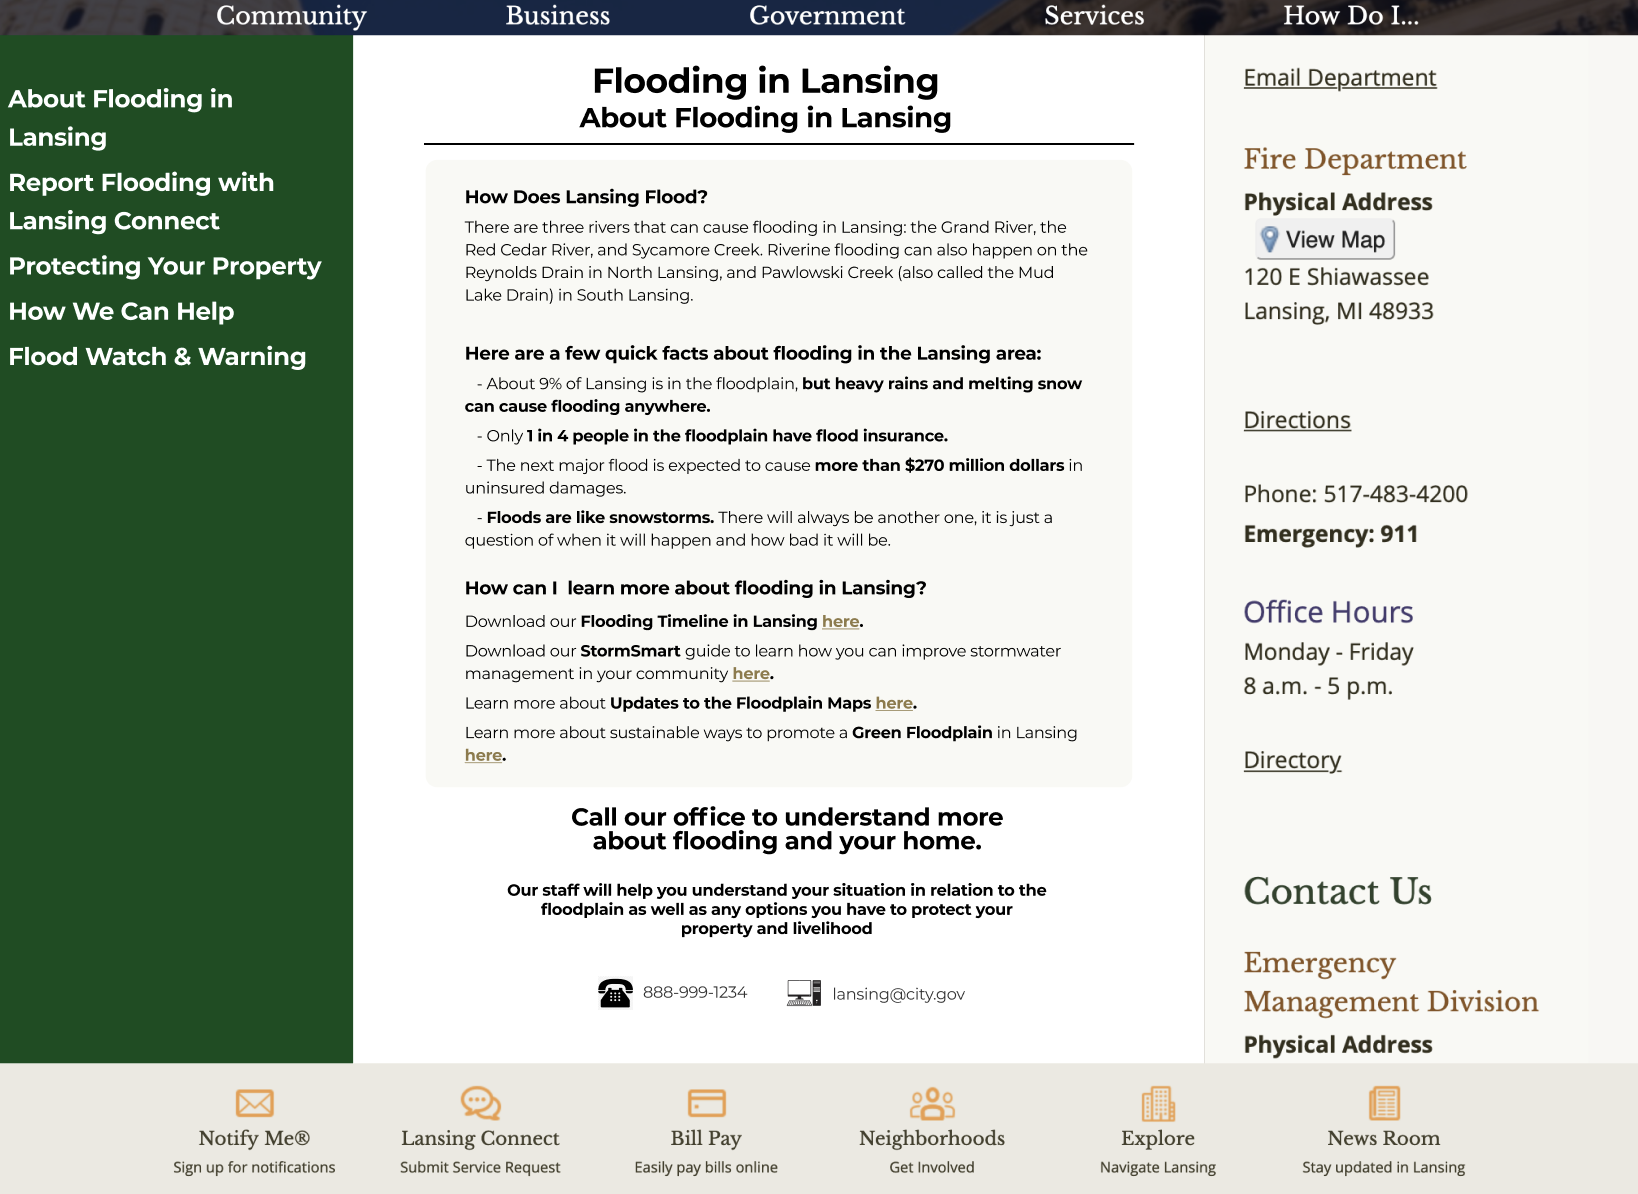 Community
Business
Government
Services
How Do I...
About Flooding in
Lansing
Report Flooding with
Lansing Connect
Protecting Your Property
How We Can Help
Flood Watch & Warning
Flooding in Lansing
About Flooding in Lansing
How Does Lansing Flood?
There are three rivers that can cause flooding in Lansing: the Grand River, the
Red Cedar River, and Sycamore Creek. Riverine flooding can also happen on the
Reynolds Drain in North Lansing, and Pawlowski Creek (also called the Mud
Lake Drain) in South Lansing.
Here are a few quick facts about flooding in the Lansing area:
- About 9% of Lansing is in the floodplain, but heavy rains and melting snow
can cause flooding anywhere.
- Only 1 in 4 people in the floodplain have flood insurance.
- The next major flood is expected to cause more than $270 million dollars in
uninsured damages.
- Floods are like snowstorms. There will always be another one, it is just a
question of when it will happen and how bad it will be.
How can I  learn more about flooding in Lansing?
Download our Flooding Timeline in Lansing here.
Download our StormSmart guide to learn how you can improve stormwater
management in your community here.
Learn more about Updates to the Floodplain Maps here.
Learn more about sustainable ways to promote a Green Floodplain in Lansing
here.
Call our office to understand more
about flooding and your home.
Our staff will help you understand your situation in relation to the
floodplain as well as any options you have to protect your
property and livelihood
888-999-1234
lansing@city.gov
Email Department
Fire Department
Physical Address
View Map
120 E Shiawassee
Lansing, MI 48933
Directions
Phone: 517-483-4200
Emergency: 911
Office Hours
Monday - Friday
8 a.m. - 5 p.m.
Directory
Contact Us
Emergency
Management Division
Physical Address
Notify Me®
Sign up for notifications
Lansing Connect
Submit Service Request
Bill Pay
Easily pay bills online
Neighborhoods
Get Involved
Explore
Navigate Lansing
News Room
Stay updated in Lansing